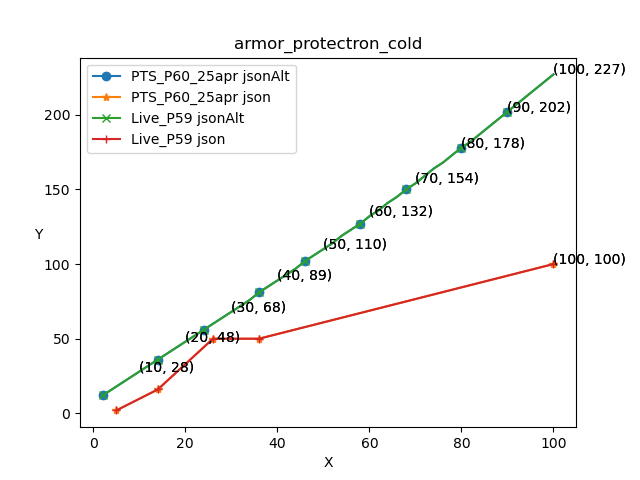 armor_protectron_cold
PTS_P60_25apr jsonAlt
PTS_P60_25apr json
Live_P59 jsonAlt
Live_P59 json
(100, 227)
(90, 202)
(80, 178)
(70, 154)
(60, 132)
(50, 110)
(40, 89)
(30, 68)
(20, 48)
(10, 28)
(100, 100)
Y
200
150
100
50
0
0 20 40 60 80 100
X